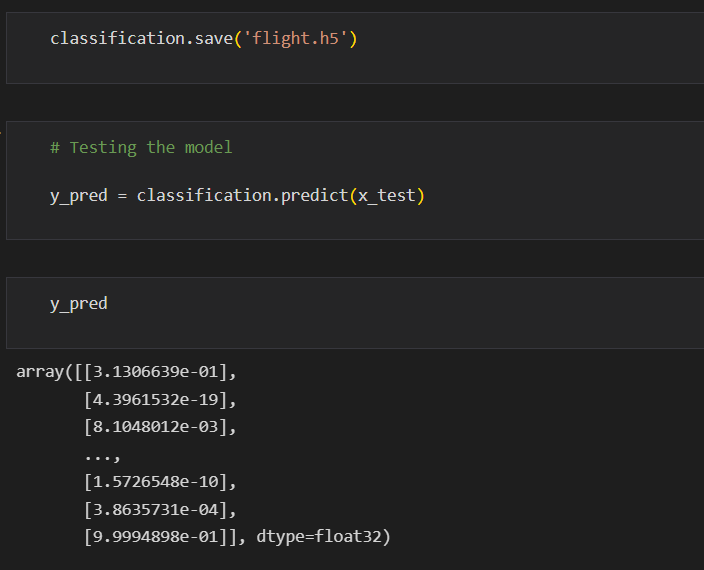 classification.save('flight.h5')
# Testing the model
y_pred = classification.predict(x_test)
y_pred
array([[3.1306639e-01],
[4.3961532e-19],
[8.1048012e-03],
...,
[1.5726548e-10],
[3.8635731e-04],
[9.9994898e-01]], dtype=float32)